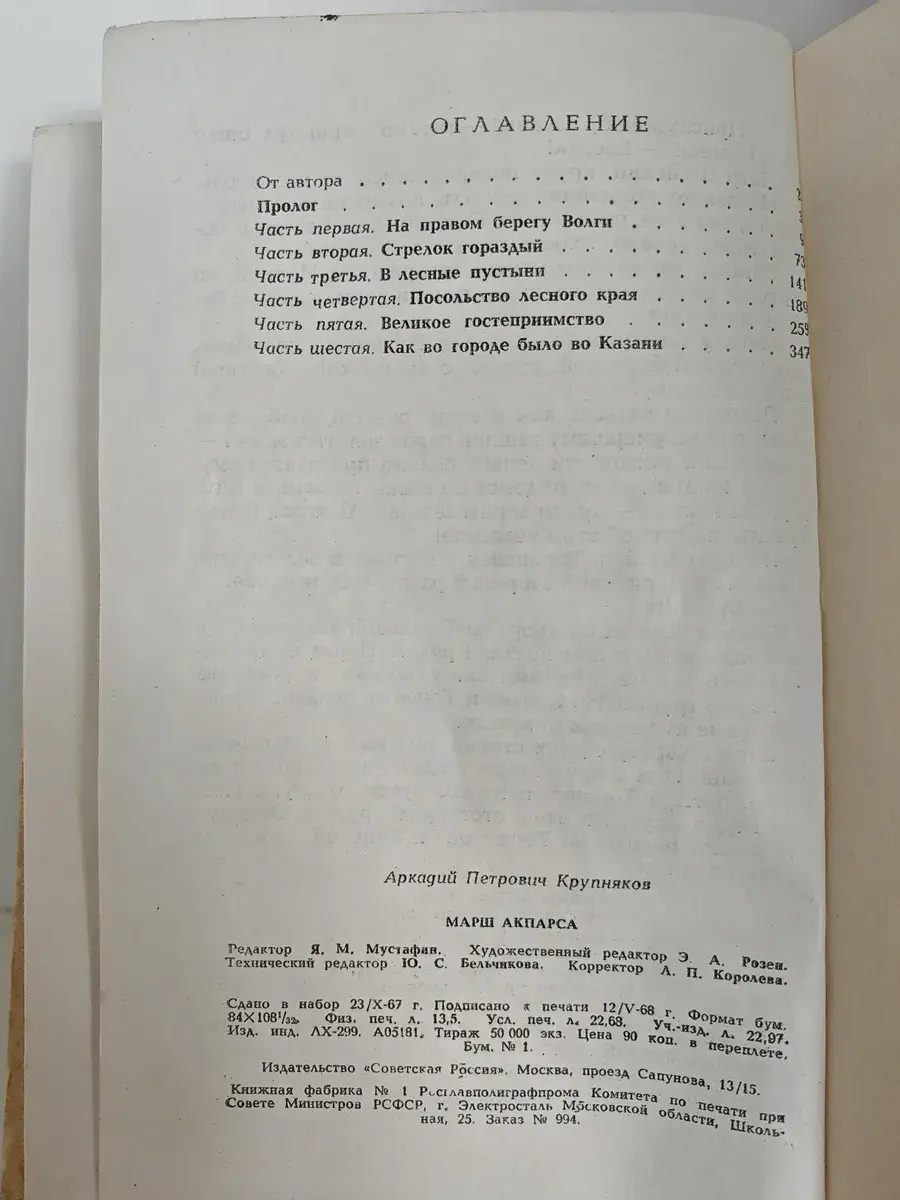 ОГЛАВЛЕНИЕ
От автора . . . . . . . . . . . . . . . . . . 2
Пролог . . . . . . . . . . . . . . . . . . 3
Часть первая. На правом берегу Волги . . . . . . . 9
Часть вторая. Стрелок гораздый . . . . . . . . . . 73
Часть третья. В лесные пустыни . . . . . . . . . . 141
Часть четвертая. Посольство лесного края . . . . . . 189
Часть пятая. Великое гостеприимство . . . . . . . 259
Часть шестая. Как во городе было во Казани . . . . . 347
Аркадий Петрович Крупняков
МАРШ АКПАРСА
Редактор Я. М. Мустафин. Художественный редактор Э. А. Розен.
Технический редактор Ю. С. Бельчикова. Корректор Л. П. Королева.
Сдано в набор 23/X-67 г. Подписано к печати 12/V-68 г. Формат бум.
84X108¹/₃₂. Физ. печ. л. 13,5. Усл. печ. л. 22,68. Уч.-изд. л. 22,97.
Изд. инд. ЛХ-299. А05181. Тираж 50 000 экз. Цена 90 коп. в переплете.
Бум. № 1.
Издательство «Советская Россия». Москва, проезд Сапунова, 13/15.
Книжная фабрика № 1 Росглавполиграфпрома Комитета по печати при
Совете Министров РСФСР, г. Электросталь Московской области, Школь-
ная, 25. Заказ № 994.